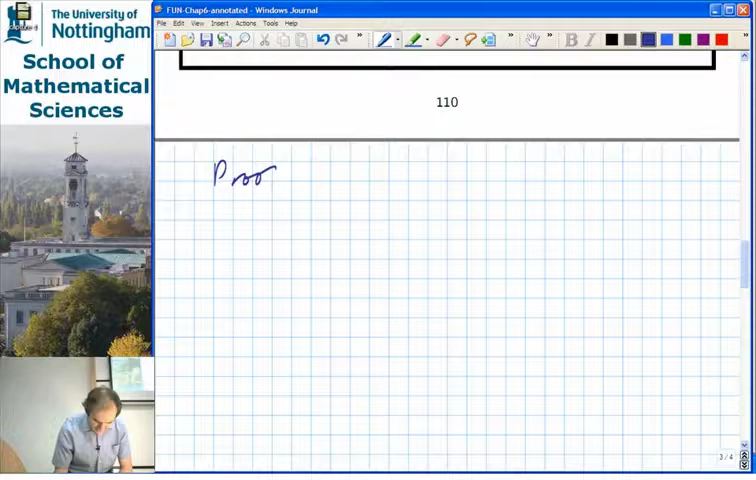 FUN-Chap6-annotated - Windows Journal
The University of
Nottingham
File Edit View Insert Actions Tools Help
School of
Mathematical
Sciences
B I
110
Proo
3 / 4